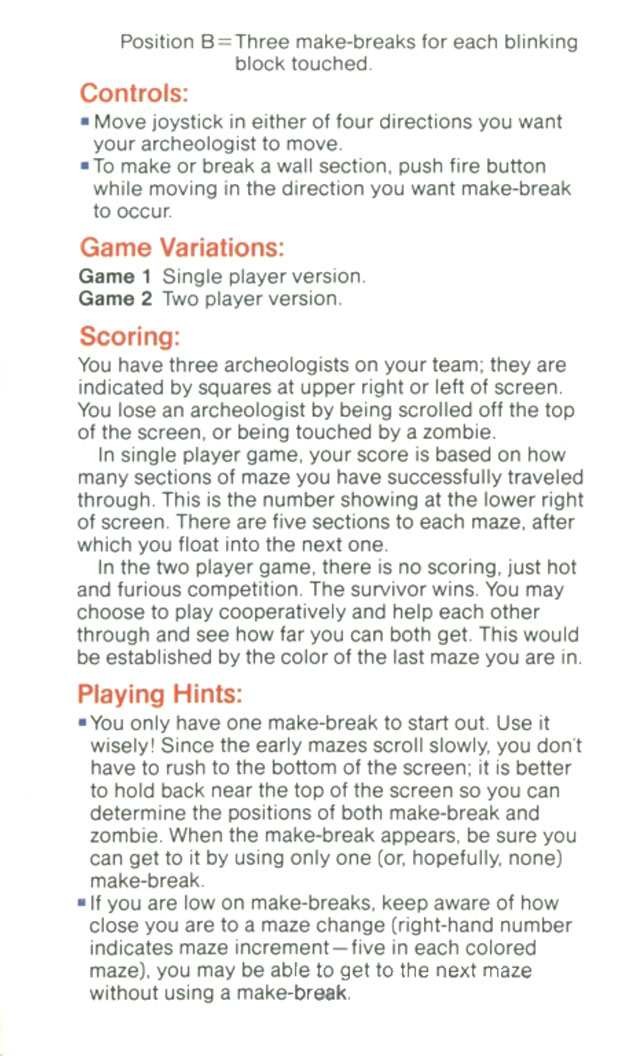 Position B=Three make-breaks for each blinking
block touched.
Controls:
▪ Move joystick in either of four directions you want
your archeologist to move.
▪ To make or break a wall section, push fire button
while moving in the direction you want make-break
to occur.
Game Variations:
Game 1 Single player version.
Game 2 Two player version.
Scoring:
You have three archeologists on your team; they are
indicated by squares at upper right or left of screen.
You lose an archeologist by being scrolled off the top
of the screen, or being touched by a zombie.
In single player game, your score is based on how
many sections of maze you have successfully traveled
through. This is the number showing at the lower right
of screen. There are five sections to each maze, after
which you float into the next one.
In the two player game, there is no scoring, just hot
and furious competition. The survivor wins. You may
choose to play cooperatively and help each other
through and see how far you can both get. This would
be established by the color of the last maze you are in.
Playing Hints:
▪ You only have one make-break to start out. Use it
wisely! Since the early mazes scroll slowly, you don't
have to rush to the bottom of the screen; it is better
to hold back near the top of the screen so you can
determine the positions of both make-break and
zombie. When the make-break appears, be sure you
can get to it by using only one (or, hopefully, none)
make-break.
▪ If you are low on make-breaks, keep aware of how
close you are to a maze change (right-hand number
indicates maze increment—five in each colored
maze), you may be able to get to the next maze
without using a make-break.